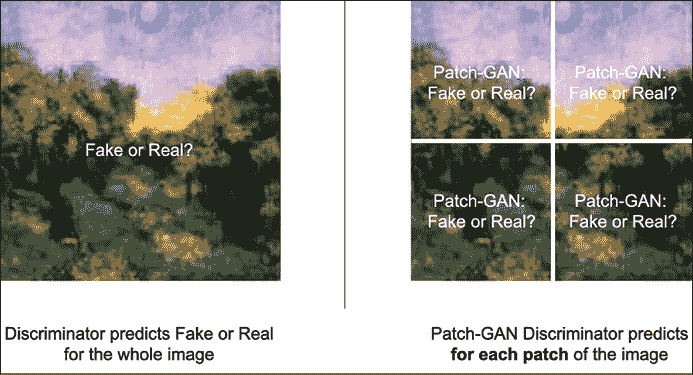 Fake or Real?
Discriminator predicts Fake or Real
for the whole image
Patch-GAN:
Fake or Real?
Patch-GAN:
Fake or Real?
Patch-GAN:
Fake or Real?
Patch-GAN:
Fake or Real?
Patch-GAN Discriminator predicts
for each patch of the image